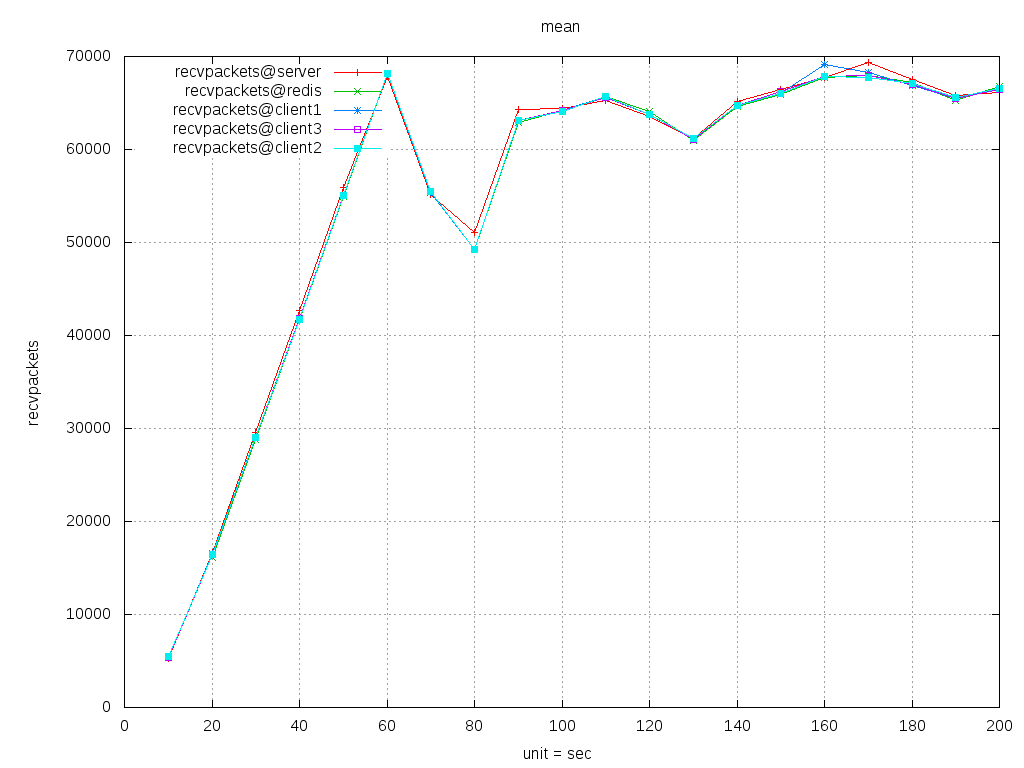 mean
70000
60000
50000
40000
30000
20000
10000
0
recvpackets
recvpackets@server
recvpackets@redis
recvpackets@client1
recvpackets@client3
recvpackets@client2
0 20 40 60 80 100 120 140 160 180 200
unit = sec